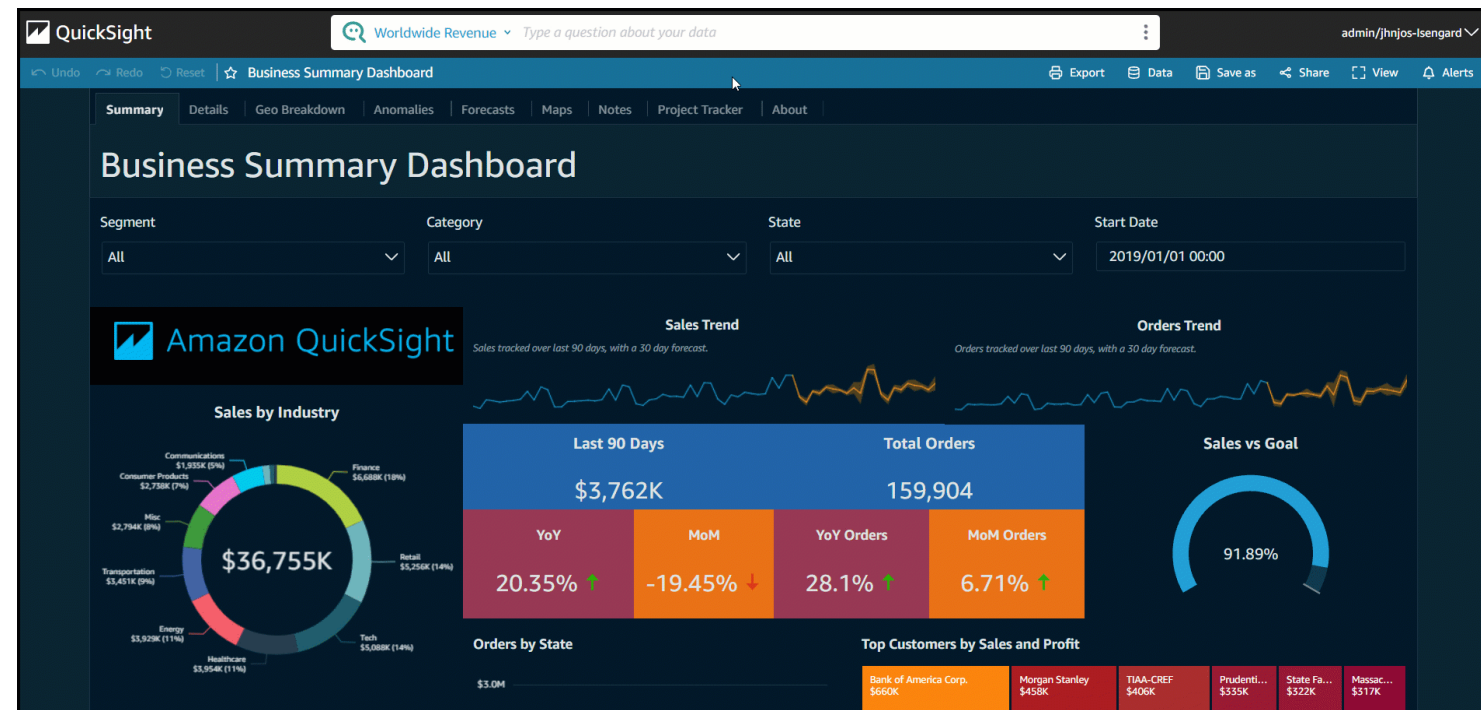 QuickSight
Worldwide Revenue Type a question about your data
admin/jhnjos-Isengard
Undo Redo Reset Business Summary Dashboard Export Data Save as Share View Alerts
Summary Details Geo Breakdown Anomalies Forecasts Maps Notes Project Tracker About
Business Summary Dashboard
Segment Category State Start Date
All All All 2019/01/01 00:00
Amazon QuickSight
Sales Trend
Sales tracked over last 90 days, with a 30 day forecast.
Orders Trend
Orders tracked over last 90 days, with a 30 day forecast.
Sales by Industry
Communications
$1,935K (5%)
Consumer Products
$2,738K (7%)
Misc
$2,794K (8%)
Transportation
$3,451K (9%)
Energy
$3,929K (11%)
Healthcare
$3,954K (11%)
Tech
$5,088K (14%)
Retail
$5,256K (14%)
Finance
$6,688K (18%)
$36,755K
Last 90 Days
$3,762K
Total Orders
159,904
YoY
20.35%
MoM
-19.45%
YoY Orders
28.1%
MoM Orders
6.71%
Sales vs Goal
91.89%
Orders by State
$3.0M
Top Customers by Sales and Profit
Bank of America Corp.
$660K
Morgan Stanley
$458K
TIAA-CREF
$406K
Prudenti...
$335K
State Fa...
$322K
Massac...
$317K